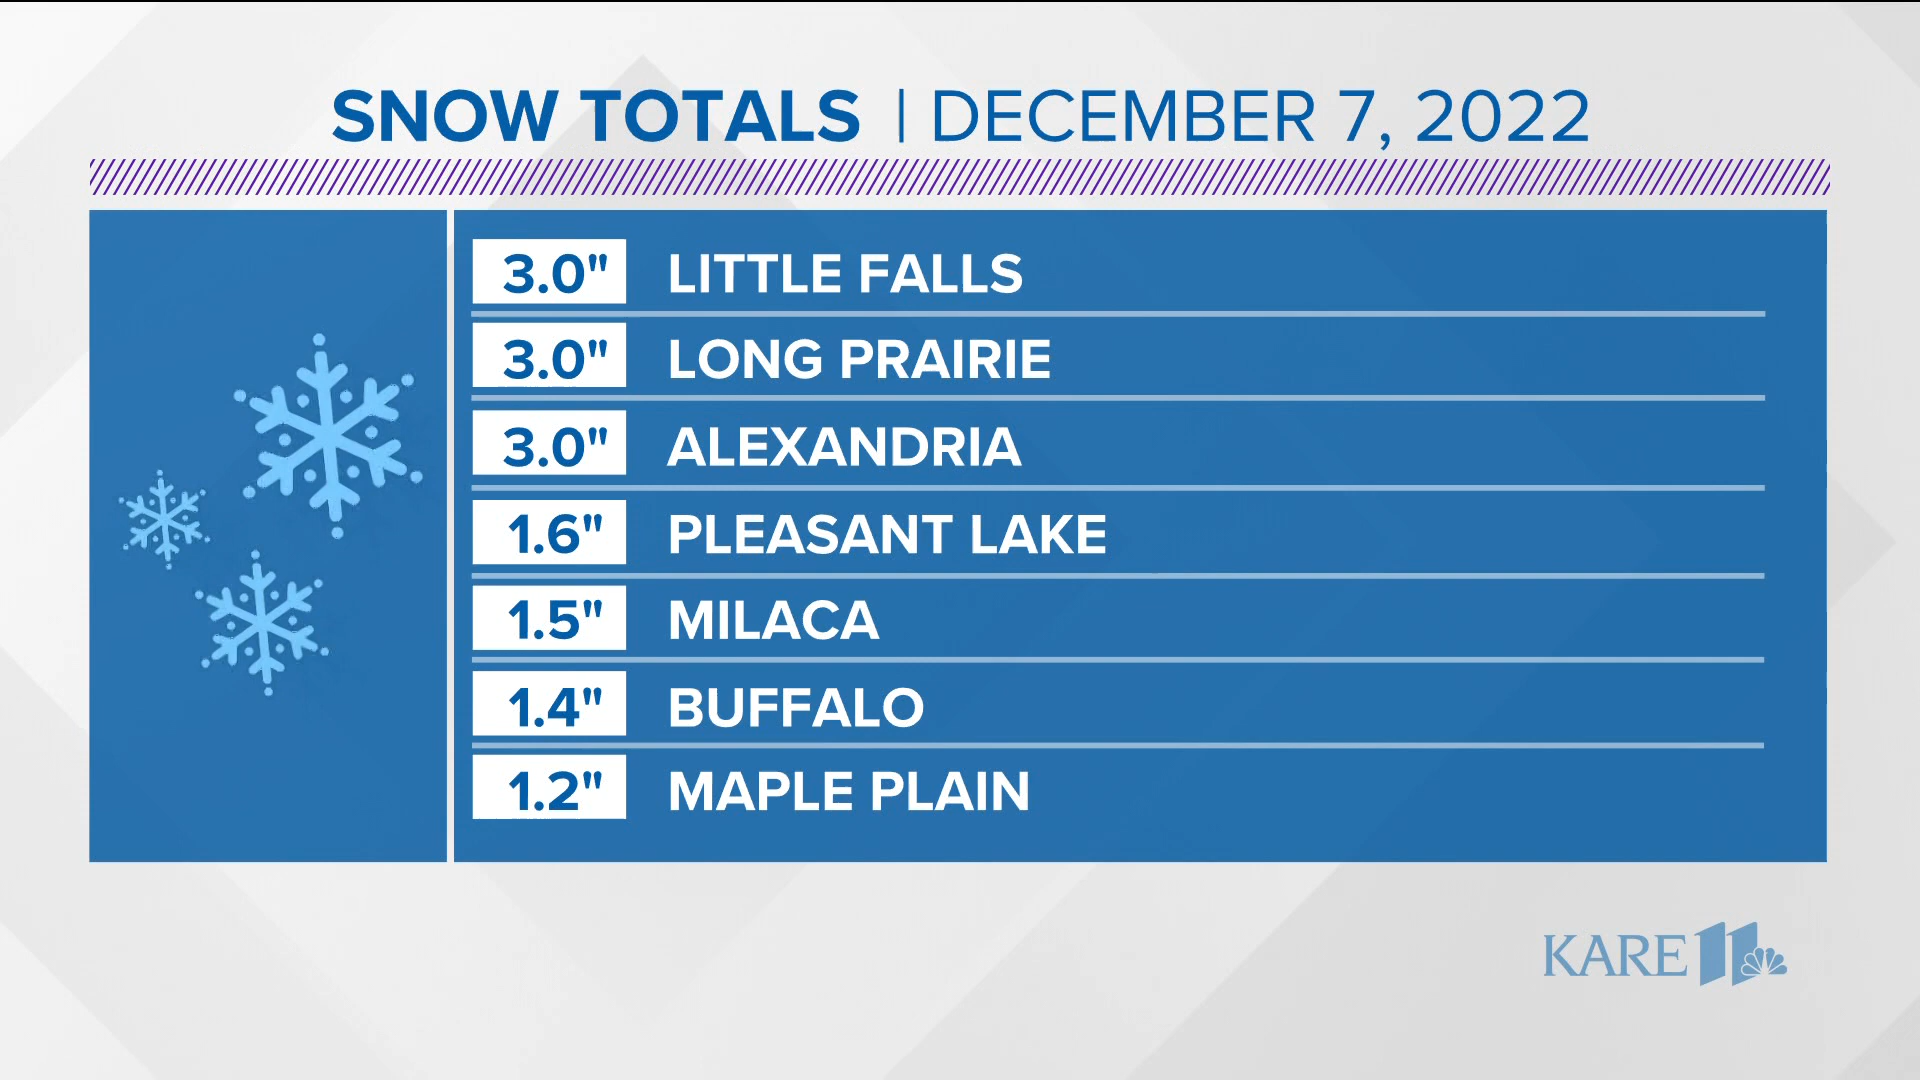 SNOW TOTALS | DECEMBER 7, 2022
3.0" LITTLE FALLS
3.0" LONG PRAIRIE
3.0" ALEXANDRIA
1.6" PLEASANT LAKE
1.5" MILACA
1.4" BUFFALO
1.2" MAPLE PLAIN
KARE 11